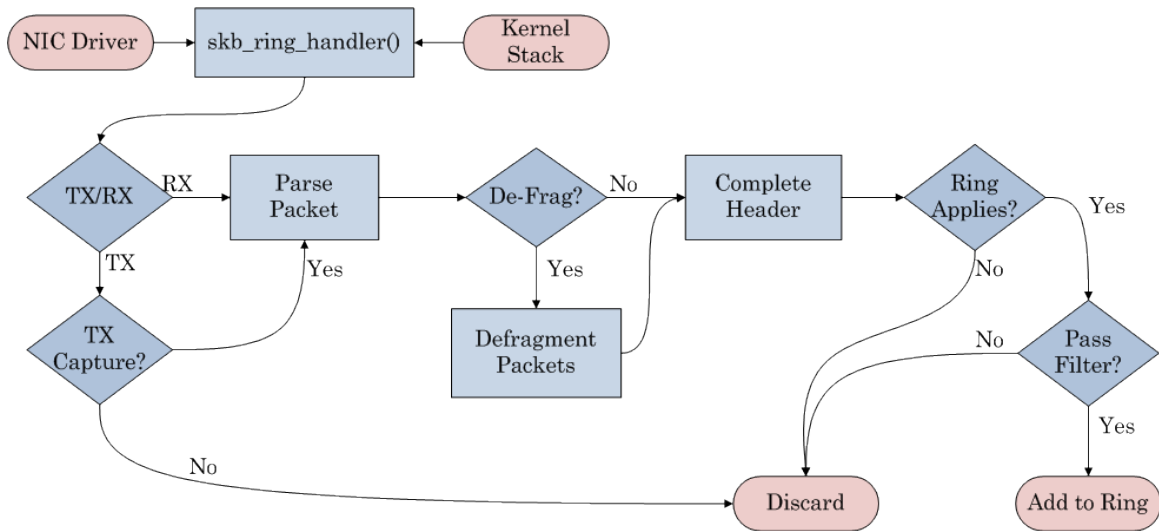 NIC Driver
skb_ring_handler()
Kernel
Stack
TX/RX
RX
Parse
Packet
De-Frag?
No
Complete
Header
Ring
Applies?
Yes
TX
Yes
Yes
No
TX
Capture?
Defragment
Packets
No
Pass
Filter?
Yes
No
Discard
Add to Ring